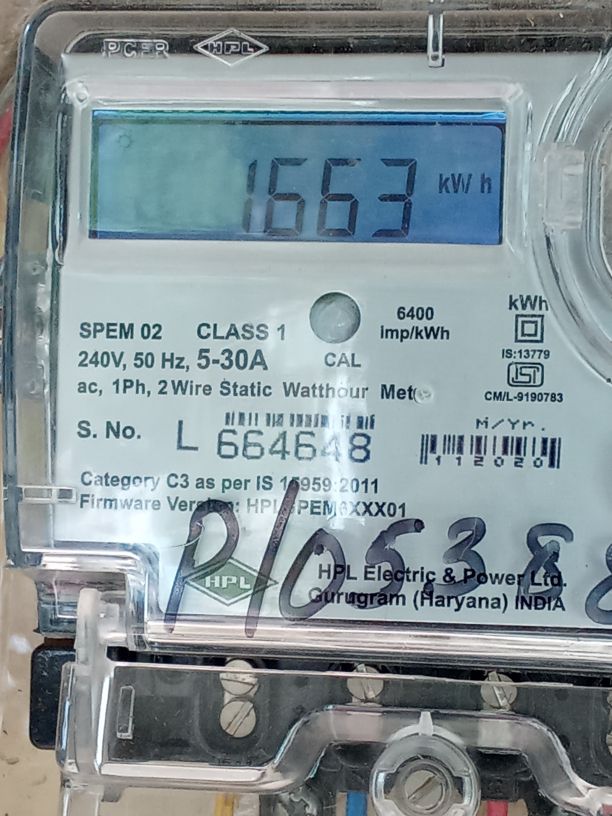 HPL
1663 kWh
SPEM 02 CLASS 1
6400
imp/kWh
kWh
240V, 50 Hz, 5-30A
CAL
IS:13779
ac, 1Ph, 2 Wire Static Watthour
CM/L-9190783
S. No. L 664648
M/Yr.
112020
Category C3 as per IS 15959:2011
Firmware Version: HPL SPEM6XXX01
HPL
HPL Electric & Power Ltd.
Gurugram (Haryana) INDIA